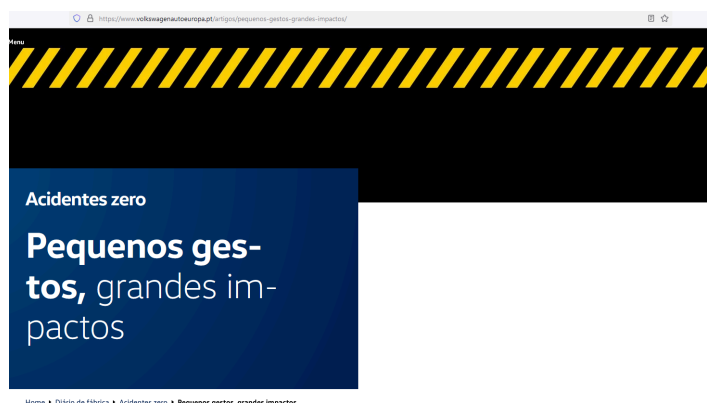 https://www.volkswagenautoeuropa.pt/artigos/pequenos-gestos-grandes-impactos/
Menu
Acidentes zero
Pequenos ges-
tos, grandes im-
pactos
Home Diário de fábrica Acidentes zero Pequenos gestos, grandes impactos